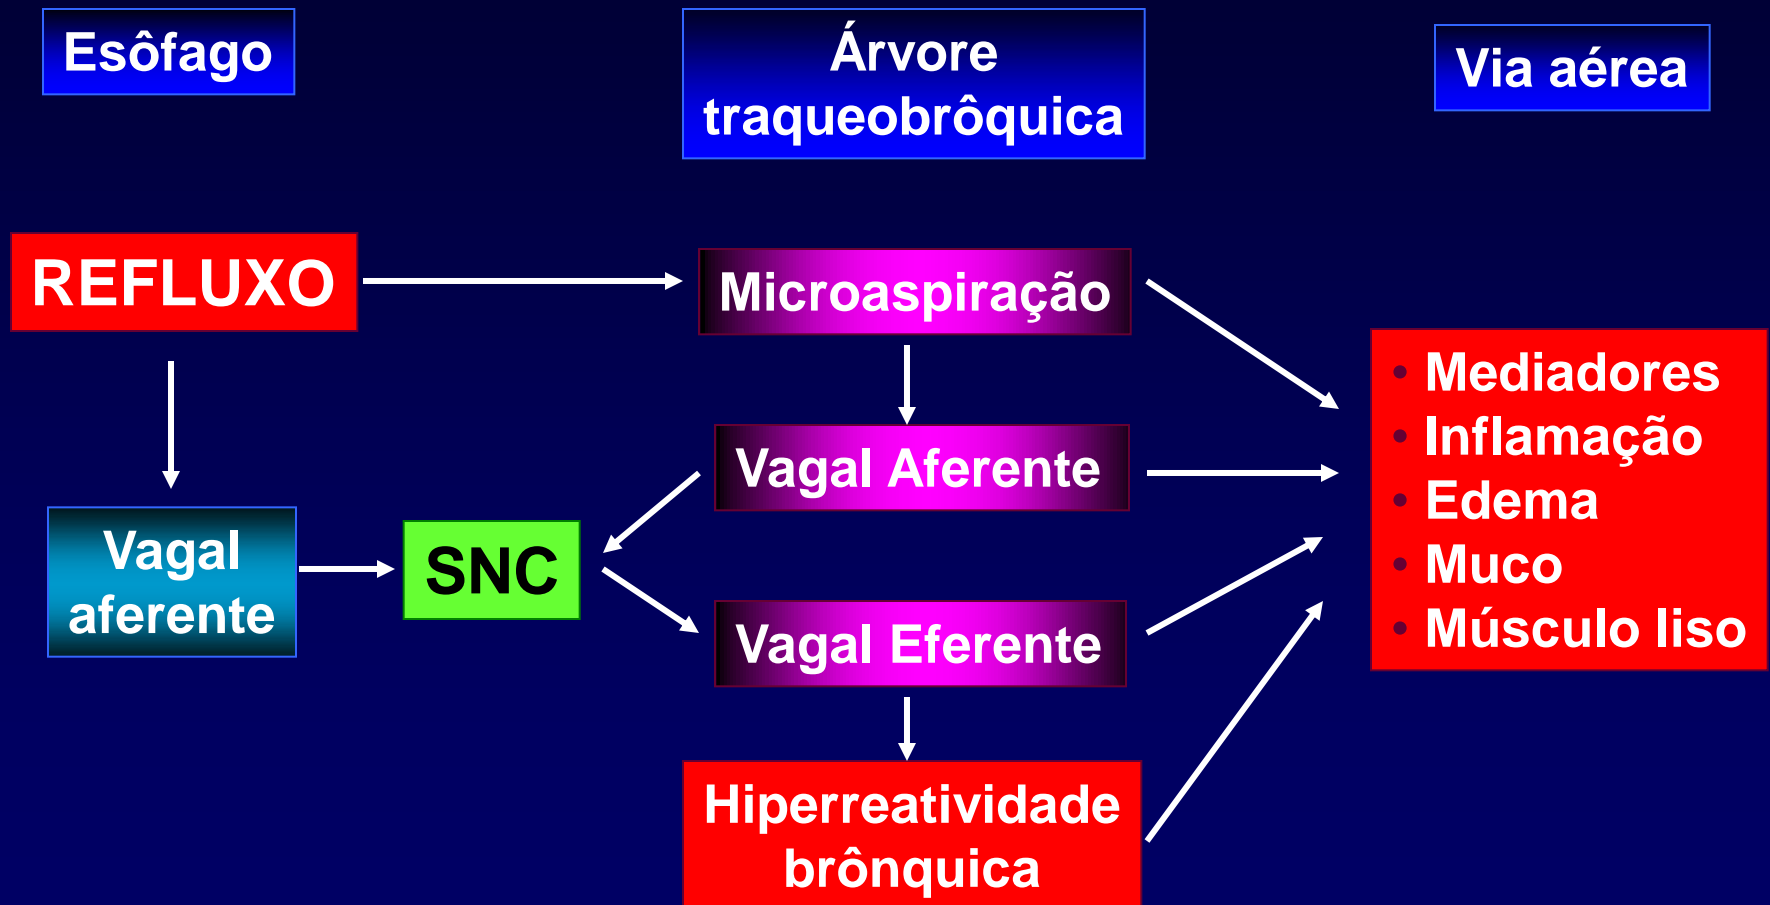 Esôfago
Árvore
traqueobrôquica
Via aérea
REFLUXO
Microaspiração
Vagal Aferente
Vagal
aferente
SNC
Vagal Eferente
Hiperreatividade
brônquica
• Mediadores
• Inflamação
• Edema
• Muco
• Músculo liso